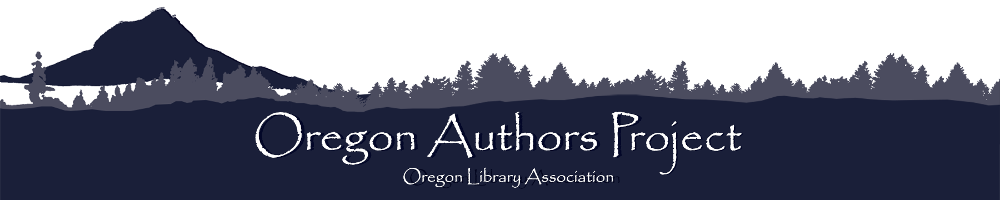 Oregon Authors Project
Oregon Library Association